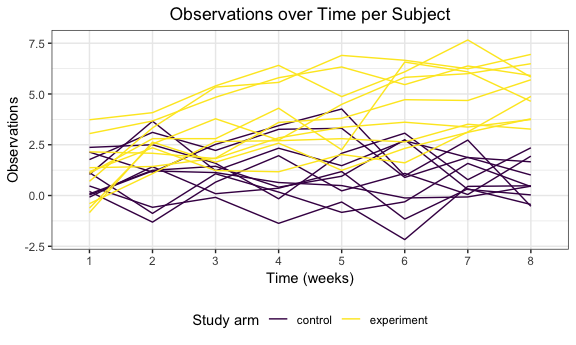 Observations over Time per Subject
Observations
7.5
5.0
2.5
0.0
-2.5
1 2 3 4 5 6 7 8
Time (weeks)
Study arm control experiment